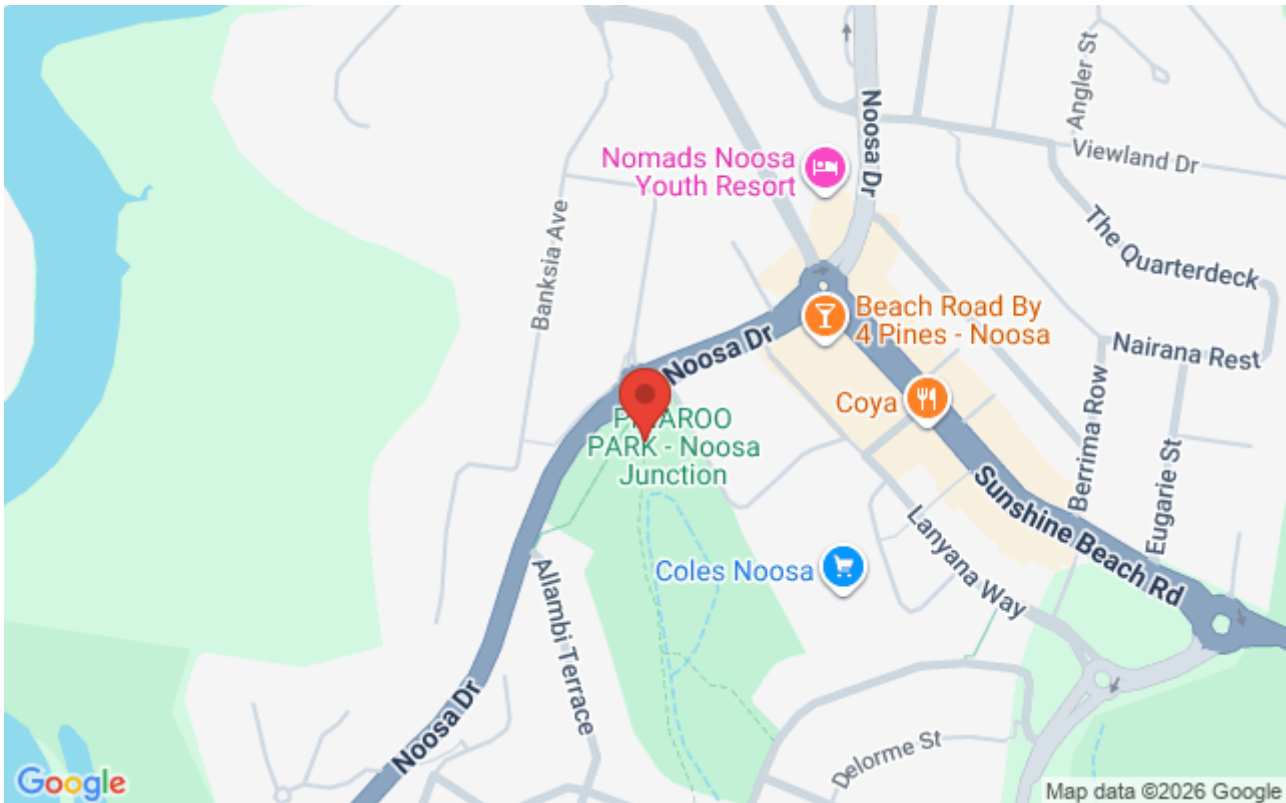 Angler St
Noosa Dr
Viewland Dr
Nomads Noosa
Youth Resort
The Quarterdeck
Banksia Ave
Beach Road By
4 Pines - Noosa
Noosa Dr
Nairana Rest
Coya
PARK - Noosa
Junction
Berrima Row
Eugarie St
Sunshine Beach Rd
Lanyana Way
Coles Noosa
Allambi Terrace
Noosa Dr
Delorme St
Google
Map data ©2026 Google